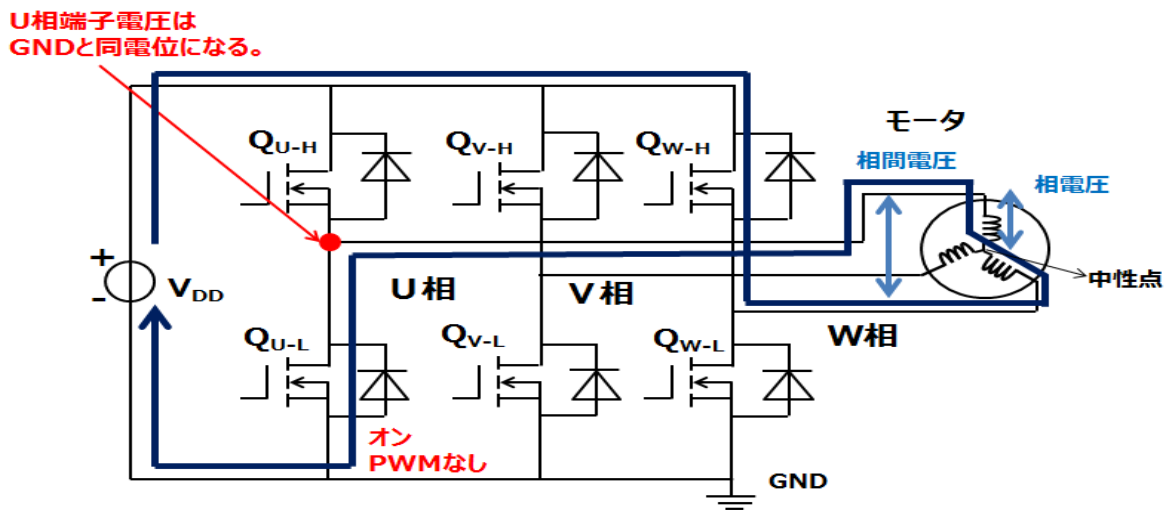 U相端子電圧は
GNDと同電位になる。
QU-H
QV-H
QW-H
モータ
相間電圧
相電圧
+
-
VDD
U相
V相
中性点
W相
QU-L
QV-L
QW-L
オン
PWMなし
GND